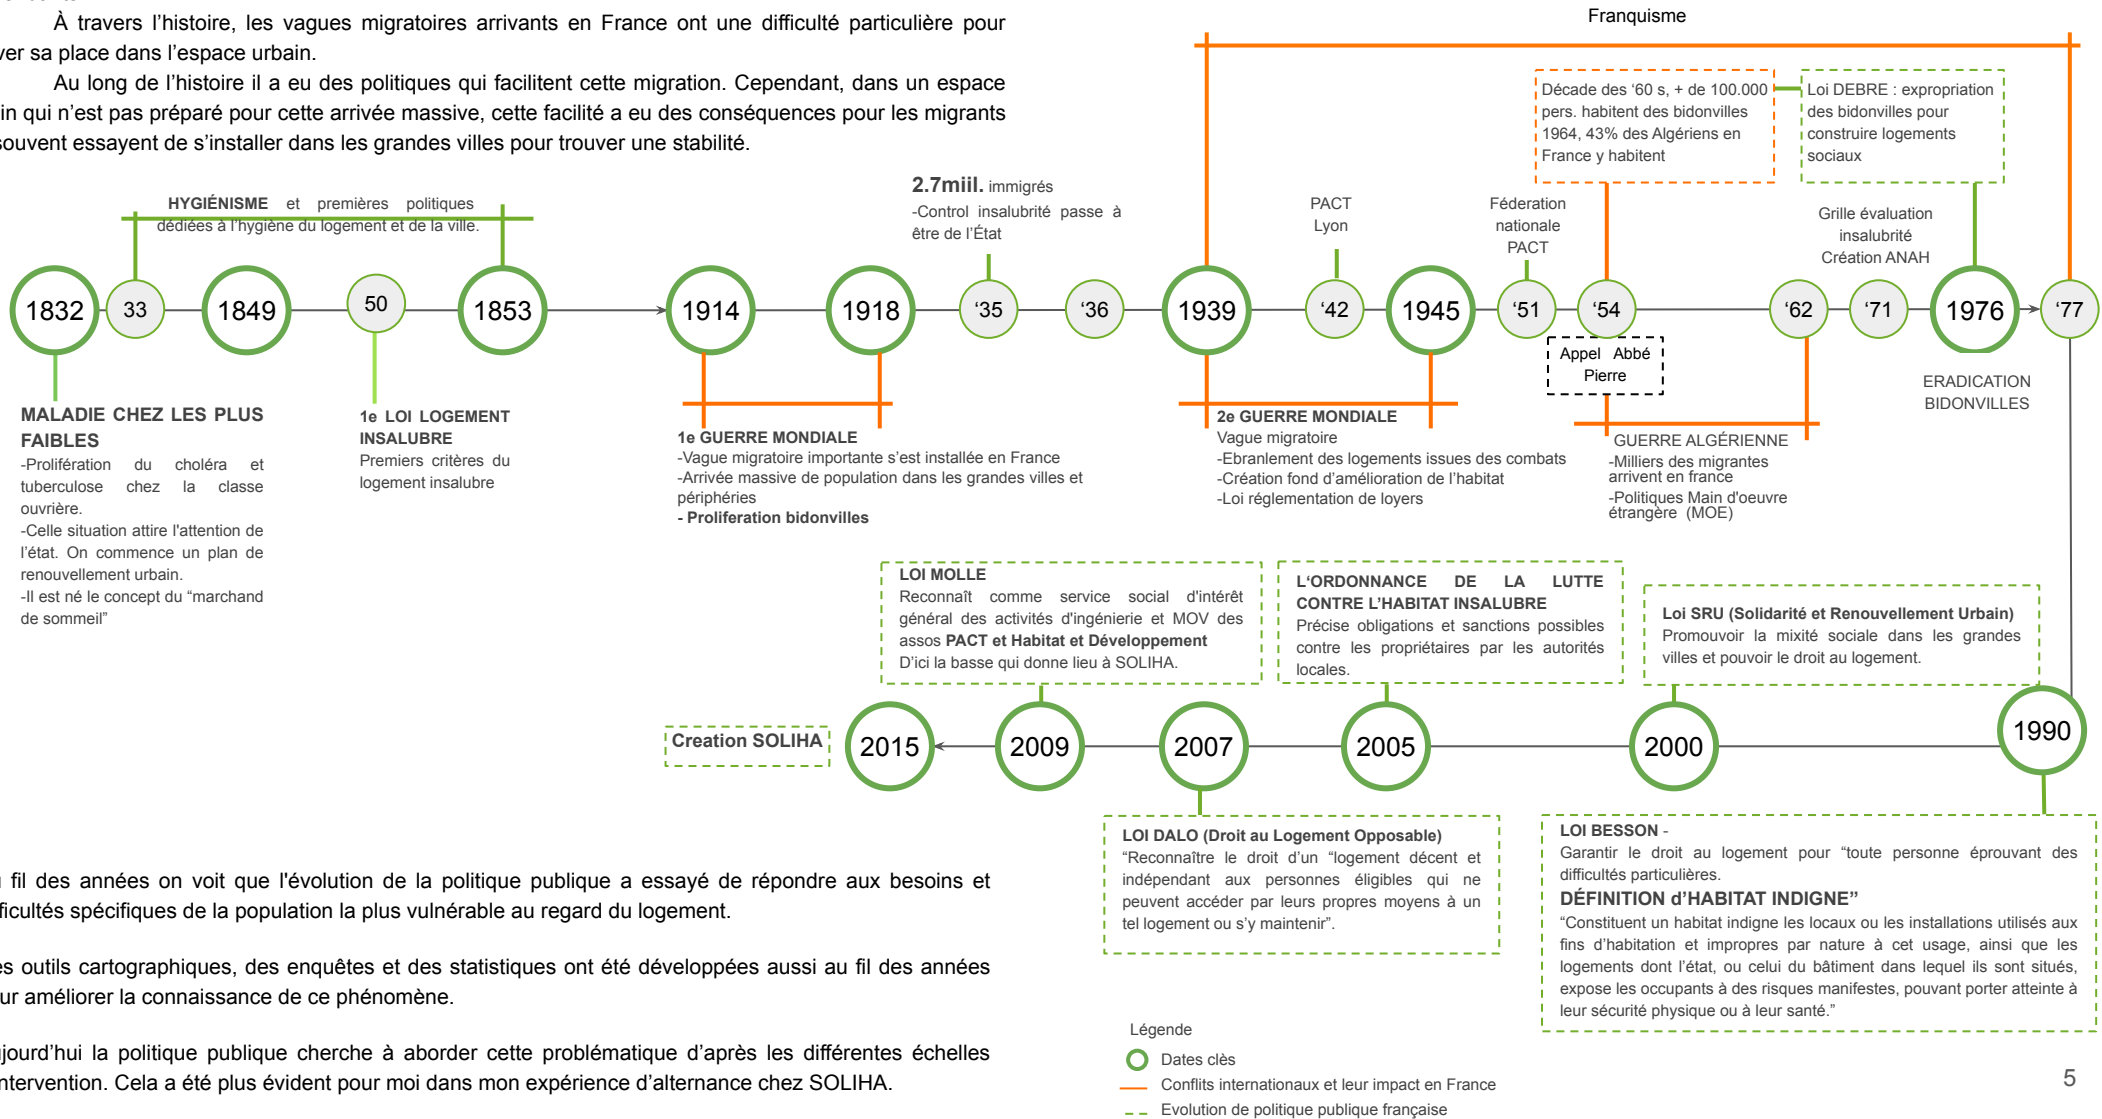 À travers l’histoire, les vagues migratoires arrivants en France ont une difficulté particulière pour
ver sa place dans l’espace urbain.
Au long de l’histoire il a eu des politiques qui facilitent cette migration. Cependant, dans un espace
in qui n’est pas préparé pour cette arrivée massive, cette facilité a eu des conséquences pour les migrants
souvent essayent de s’installer dans les grandes villes pour trouver une stabilité.
Franquisme
Décade des ‘60 s, + de 100.000
pers. habitent des bidonvilles
1964, 43% des Algériens en
France y habitent
Loi DEBRE : expropriation
des bidonvilles pour
construire logements
sociaux
HYGIÉNISME et premières politiques
dédiées à l’hygiène du logement et de la ville.
2.7miil. immigrés
-Control insalubrité passe à
être de l’État
PACT
Lyon
Féderation
nationale
PACT
Grille évaluation
insalubrité
Création ANAH
1832
33
1849
50
1853
1914
1918
‘35
‘36
1939
‘42
1945
‘51
‘54
‘62
‘71
1976
‘77
Appel Abbé
Pierre
ERADICATION
BIDONVILLES
MALADIE CHEZ LES PLUS
FAIBLES
-Prolifération du choléra et
tuberculose chez la classe
ouvrière.
-Celle situation attire l'attention de
l’état. On commence un plan de
renouvellement urbain.
-Il est né le concept du “marchand
de sommeil”
1e LOI LOGEMENT
INSALUBRE
Premiers critères du
logement insalubre
1e GUERRE MONDIALE
-Vague migratoire importante s’est installée en France
-Arrivée massive de population dans les grandes villes et
périphéries
- Proliferation bidonvilles
2e GUERRE MONDIALE
Vague migratoire
-Ebranlement des logements issues des combats
-Création fond d’amélioration de l’habitat
-Loi réglementation de loyers
GUERRE ALGÉRIENNE
-Milliers des migrantes
arrivent en france
-Politiques Main d'oeuvre
étrangère (MOE)
LOI MOLLE
Reconnaît comme service social d'intérêt
général des activités d'ingénierie et MOV des
assos PACT et Habitat et Développement
D’ici la basse qui donne lieu à SOLIHA.
L‘ORDONNANCE DE LA LUTTE
CONTRE L’HABITAT INSALUBRE
Précise obligations et sanctions possibles
contre les propriétaires par les autorités
locales.
Loi SRU (Solidarité et Renouvellement Urbain)
Promouvoir la mixité sociale dans les grandes
villes et pouvoir le droit au logement.
Creation SOLIHA
2015
2009
2007
2005
2000
1990
LOI DALO (Droit au Logement Opposable)
“Reconnaître le droit d’un “logement décent et
indépendant aux personnes éligibles qui ne
peuvent accéder par leurs propres moyens à un
tel logement ou s’y maintenir”.
LOI BESSON -
Garantir le droit au logement pour “toute personne éprouvant des
difficultés particulières.
DÉFINITION d’HABITAT INDIGNE”
“Constituent un habitat indigne les locaux ou les installations utilisés aux
fins d’habitation et impropres par nature à cet usage, ainsi que les
logements dont l’état, ou celui du bâtiment dans lequel ils sont situés,
expose les occupants à des risques manifestes, pouvant porter atteinte à
leur sécurité physique ou à leur santé.”
fil des années on voit que l'évolution de la politique publique a essayé de répondre aux besoins et
ficultés spécifiques de la population la plus vulnérable au regard du logement.
es outils cartographiques, des enquêtes et des statistiques ont été développées aussi au fil des années
ur améliorer la connaissance de ce phénomène.
ujourd’hui la politique publique cherche à aborder cette problématique d’après les différentes échelles
intervention. Cela a été plus évident pour moi dans mon expérience d’alternance chez SOLIHA.
Légende
Dates clès
Conflits internationaux et leur impact en France
Evolution de politique publique française
5